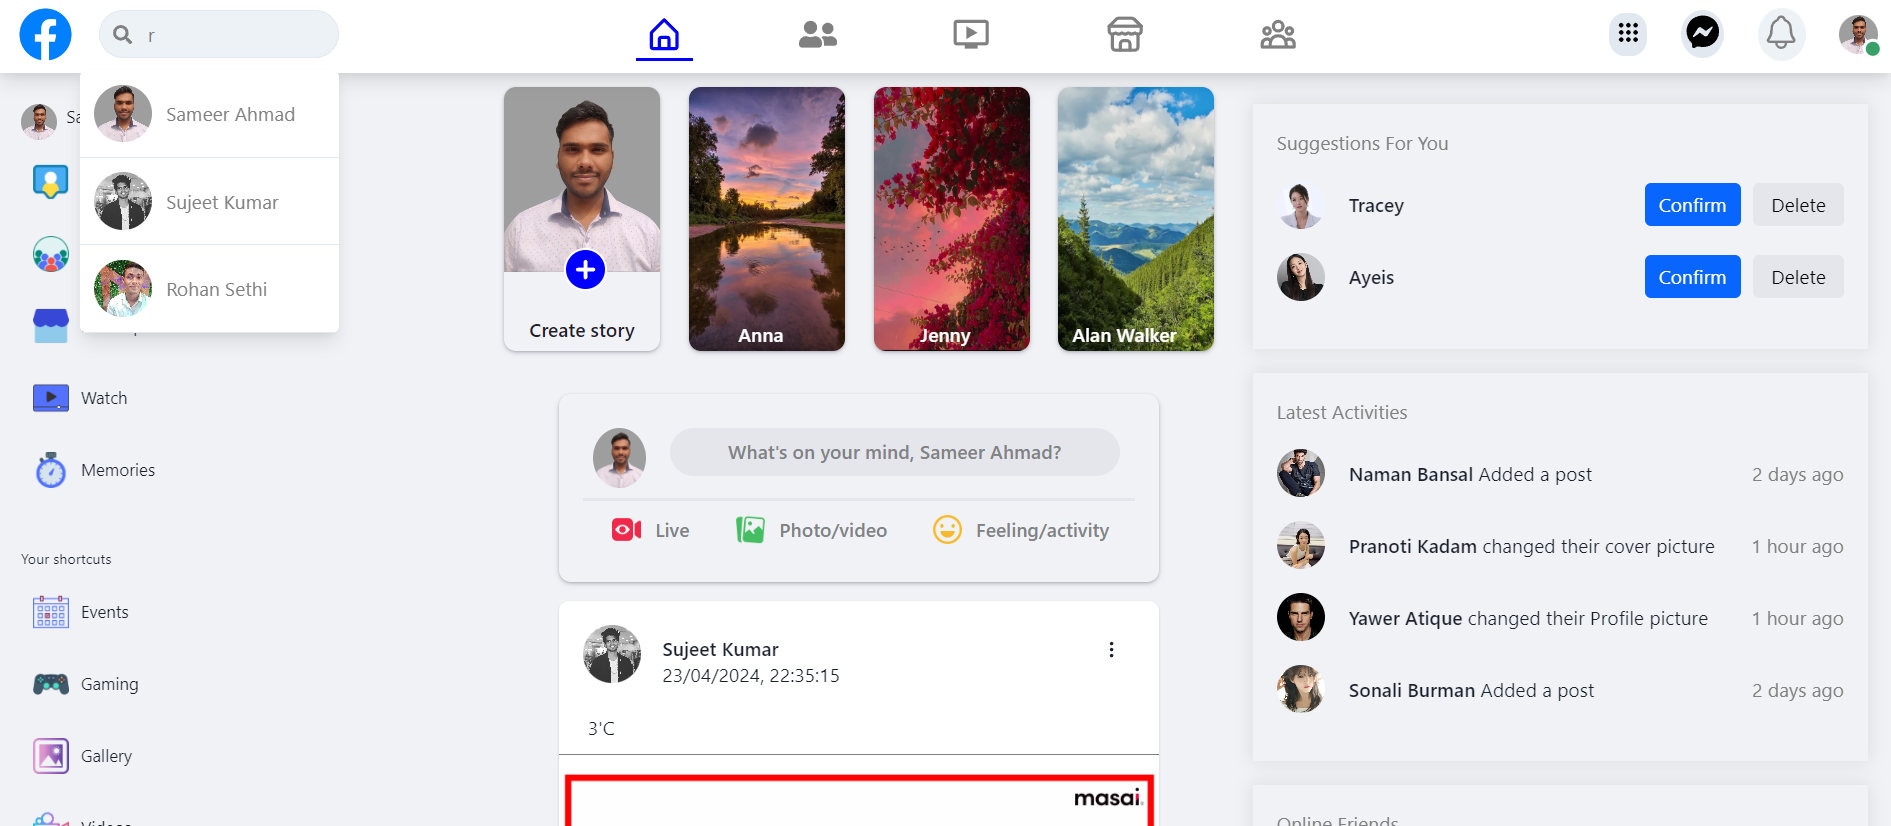 r
Sameer Ahmad
Sujeet Kumar
Rohan Sethi
Watch
Memories
Your shortcuts
Events
Gaming
Gallery
Create story
Anna
Jenny
Alan Walker
What's on your mind, Sameer Ahmad?
Live
Photo/video
Feeling/activity
Sujeet Kumar
23/04/2024, 22:35:15
3'C
masai.
Suggestions For You
Tracey
Confirm
Delete
Ayeis
Confirm
Delete
Latest Activities
Naman Bansal Added a post
2 days ago
Pranoti Kadam changed their cover picture
1 hour ago
Yawer Atique changed their Profile picture
1 hour ago
Sonali Burman Added a post
2 days ago
Online Friends